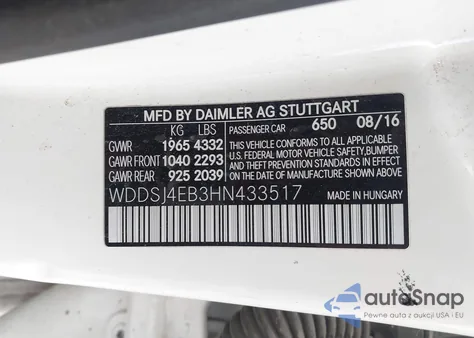 MFD BY DAIMLER AG STUTTGART
KG LBS PASSENGER CAR 650 08/16
GVWR 1965 4332 THIS VEHICLE CONFORMS TO ALL APPLICABLE
GAWR FRONT 1040 2293 U.S. FEDERAL MOTOR VEHICLE SAFETY,BUMPER
GAWR REAR 925 2039 AND THEFT PREVENTION STANDARDS IN EFFECT
ON THE DATE OF MANUFACTURE SHOWN ABOVE.
WDDSJ4EB3HN433517 MADE IN HUNGARY
autoSnap
Pewne auta z aukcji USA i EU